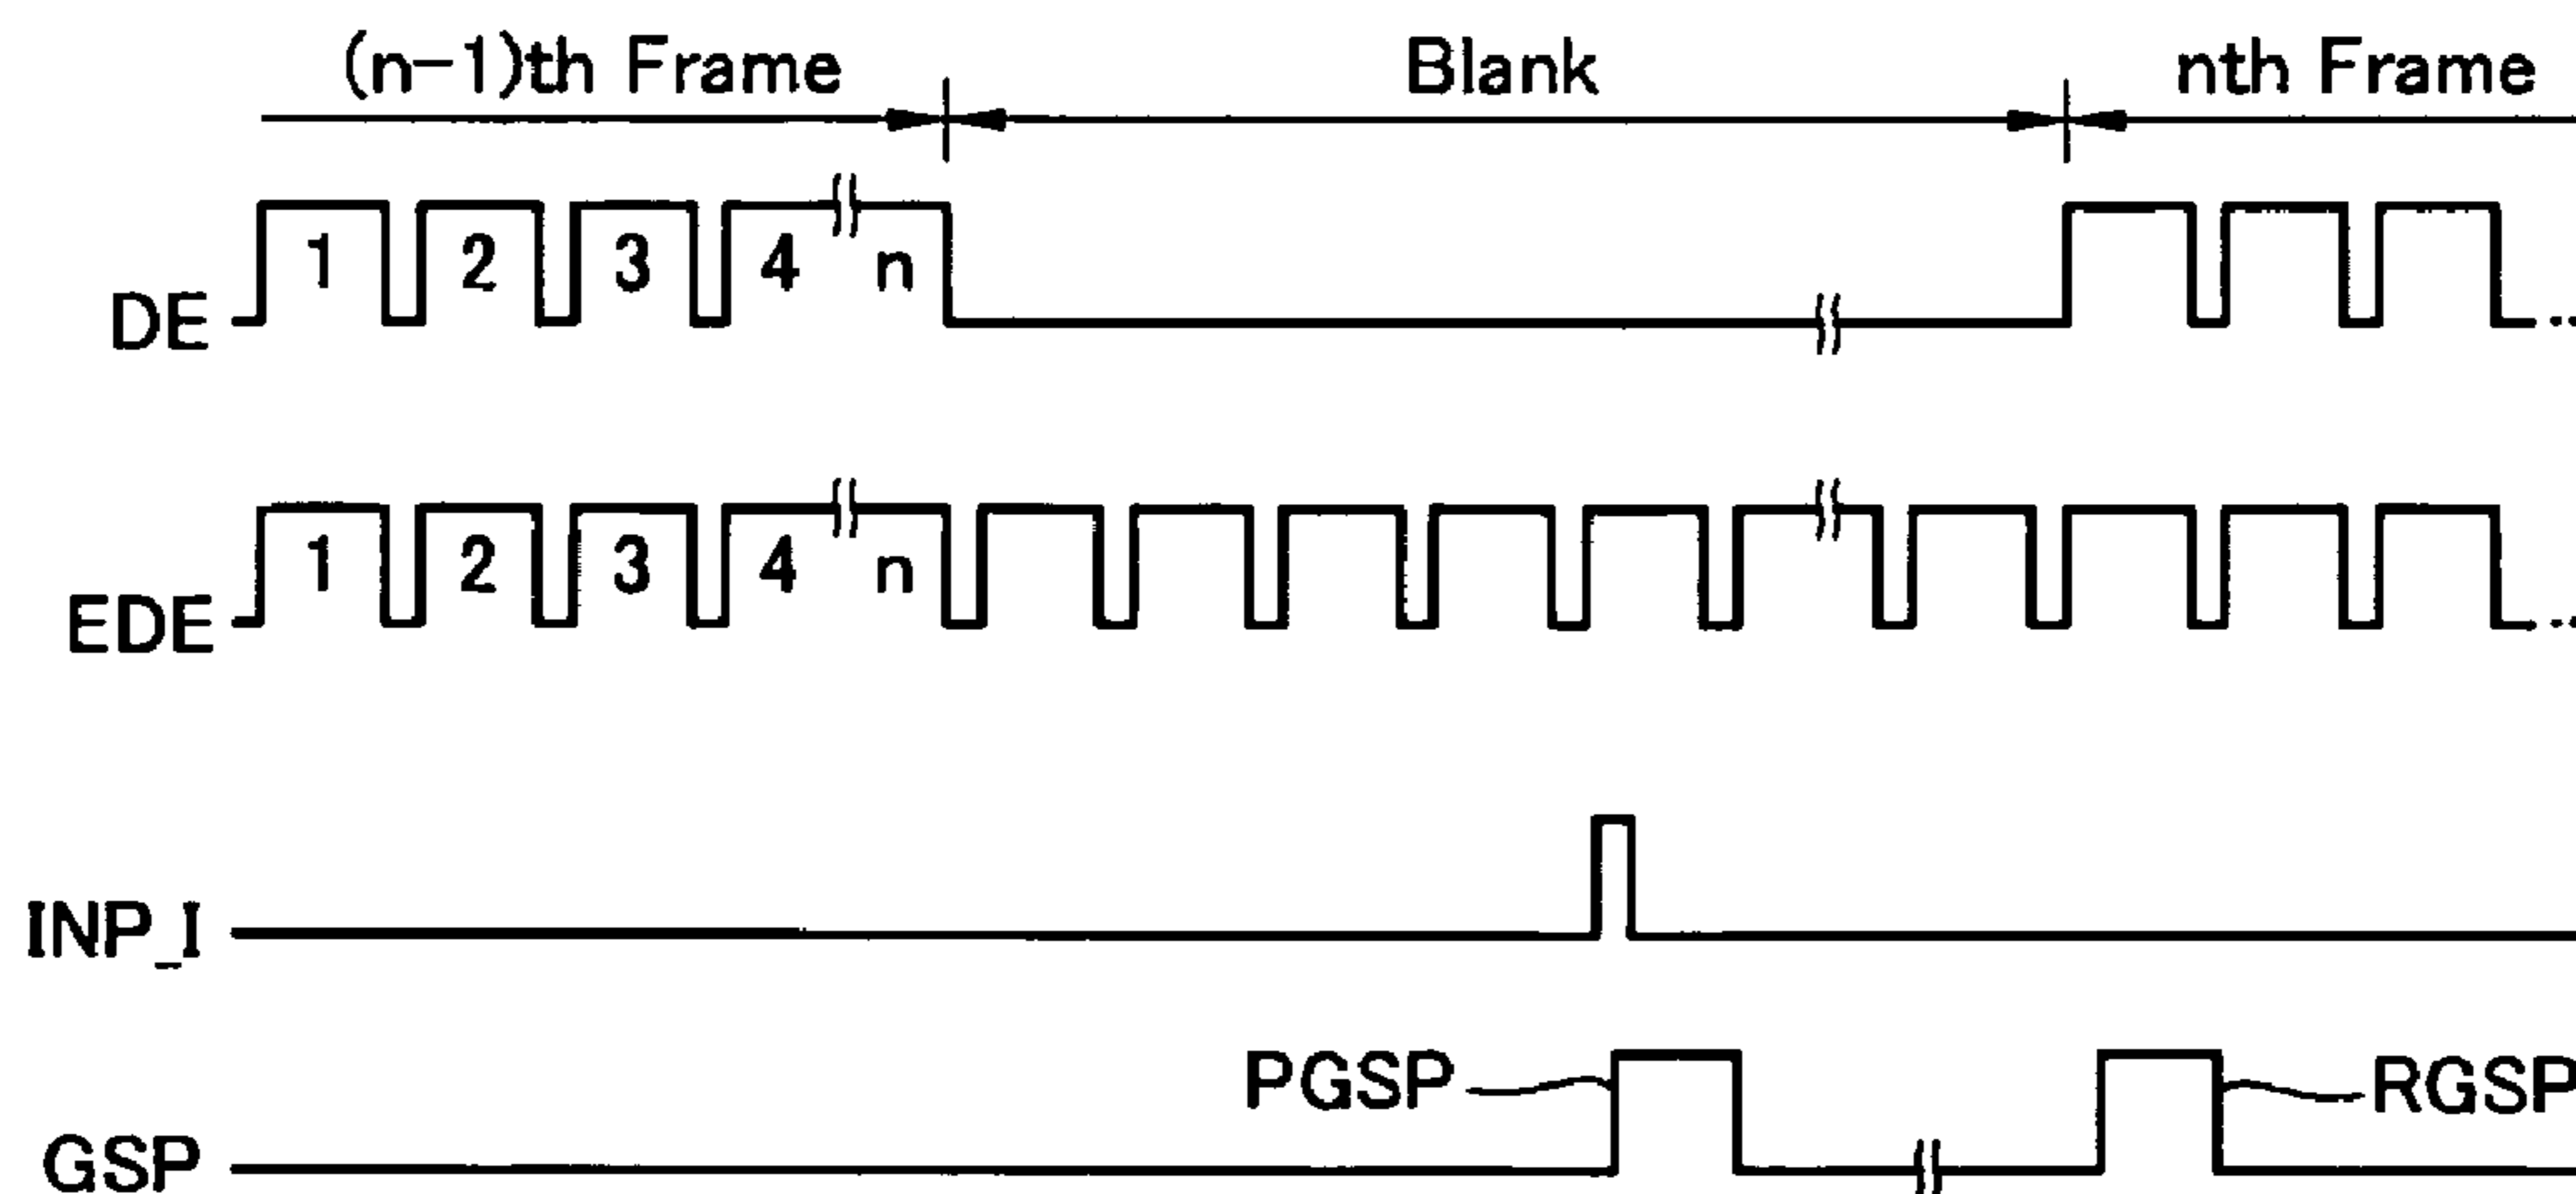 (n-1)th Frame Blank nth Frame
1 2 3 4 n
DE
1 2 3 4 n
EDE
INP_I
PGSP RGSP
GSP